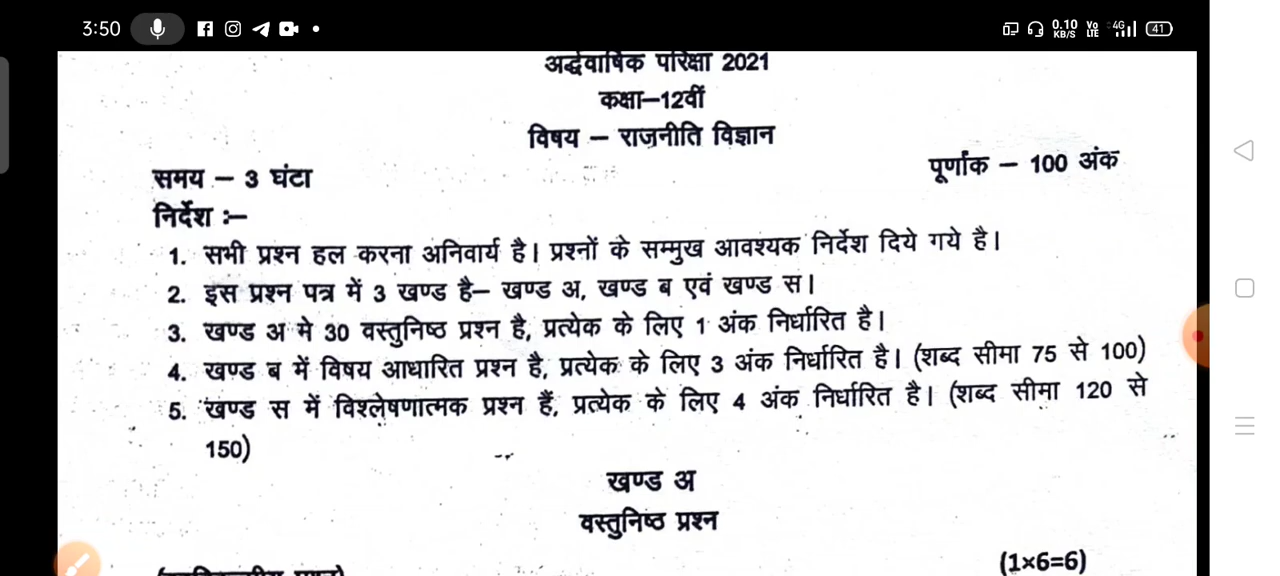 3:50
0.10
KB/S
Vo
LTE
4G
41
अर्द्धवार्षिक परिक्षा 2021
कक्षा–12वीं
विषय – राजनीति विज्ञान
समय – 3 घंटा
पूर्णांक – 100 अंक
निर्देश :–
1. सभी प्रश्न हल करना अनिवार्य है। प्रश्नों के सम्मुख आवश्यक निर्देश दिये गये है।
2. इस प्रश्न पत्र में 3 खण्ड है– खण्ड अ, खण्ड ब एवं खण्ड स।
3. खण्ड अ मे 30 वस्तुनिष्ठ प्रश्न है, प्रत्येक के लिए 1 अंक निर्धारित है।
4. खण्ड ब में विषय आधारित प्रश्न है, प्रत्येक के लिए 3 अंक निर्धारित है। (शब्द सीमा 75 से 100)
5. खण्ड स में विश्लेषणात्मक प्रश्न हैं, प्रत्येक के लिए 4 अंक निर्धारित है। (शब्द सीमा 120 से
150)
खण्ड अ
वस्तुनिष्ठ प्रश्न
(1×6=6)